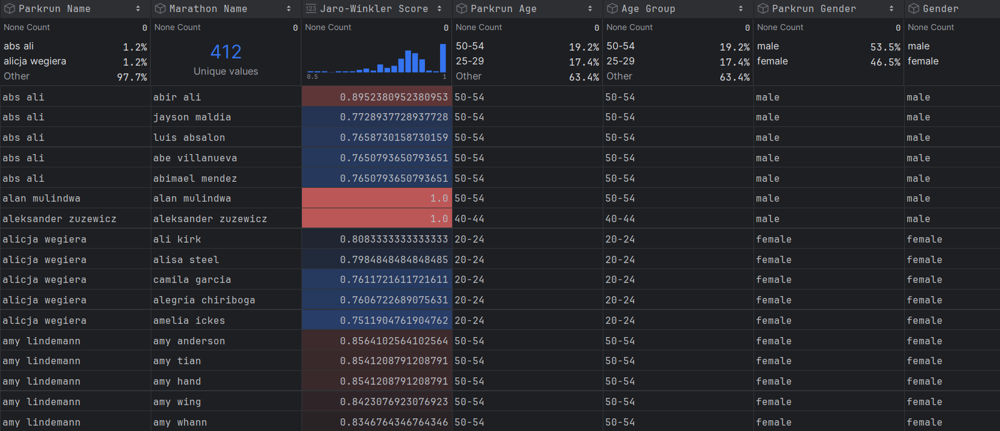 Parkrun Name Marathon Name 123 Jaro-Winkler Score Parkrun Age Age Group Parkrun Gender Gender
None Count 0 None Count 0 None Count 0 None Count 0 None Count 0 None Count 0 None Count
abs ali 1.2% 412 50-54 19.2% 50-54 19.2% male 53.5% male
alicja wegiera 1.2% Unique values 25-29 17.4% 25-29 17.4% female 46.5% female
Other 97.7% 0.5 1 Other 63.4% Other 63.4%
abs ali abir ali 0.8952380952380953 50-54 50-54 male male
abs ali jayson maldia 0.7728937728937728 50-54 50-54 male male
abs ali luis absalon 0.7658730158730159 50-54 50-54 male male
abs ali abe villanueva 0.7650793650793651 50-54 50-54 male male
abs ali abimael mendez 0.7650793650793651 50-54 50-54 male male
alan mulindwa alan mulindwa 1.0 50-54 50-54 male male
aleksander zuzewicz aleksander zuzewicz 1.0 40-44 40-44 male male
alicja wegiera ali kirk 0.8083333333333333 20-24 20-24 female female
alicja wegiera alisa steel 0.7984848484848485 20-24 20-24 female female
alicja wegiera camila garcia 0.7611721611721611 20-24 20-24 female female
alicja wegiera alegría chiriboga 0.7606722689075631 20-24 20-24 female female
alicja wegiera amelia ickes 0.7511904761904762 20-24 20-24 female female
amy lindemann amy anderson 0.8564102564102564 50-54 50-54 female female
amy lindemann amy tian 0.8541208791208791 50-54 50-54 female female
amy lindemann amy hand 0.8541208791208791 50-54 50-54 female female
amy lindemann amy wing 0.8423076923076923 50-54 50-54 female female
amy lindemann amy whann 0.8346764346764346 50-54 50-54 female female